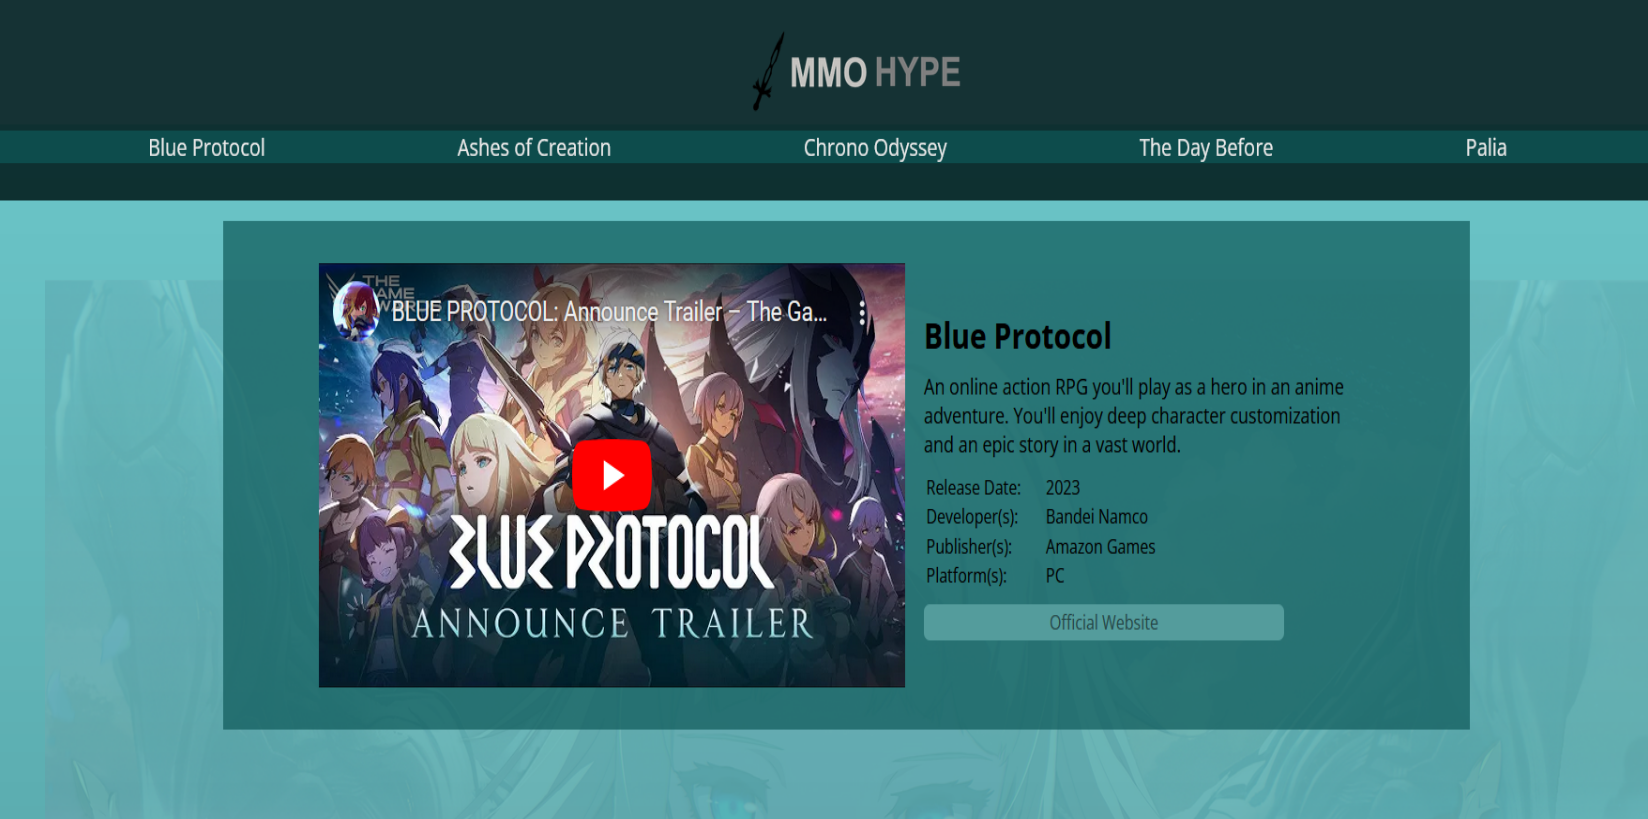 MMO HYPE
Blue Protocol
Ashes of Creation
Chrono Odyssey
The Day Before
Palia
THE
GAME
BLUE PROTOCOL: Announce Trailer – The Ga...
BLUE PROTOCOL
ANNOUNCE TRAILER
Blue Protocol
An online action RPG you'll play as a hero in an anime
adventure. You'll enjoy deep character customization
and an epic story in a vast world.
Release Date: 2023
Developer(s): Bandei Namco
Publisher(s): Amazon Games
Platform(s): PC
Official Website